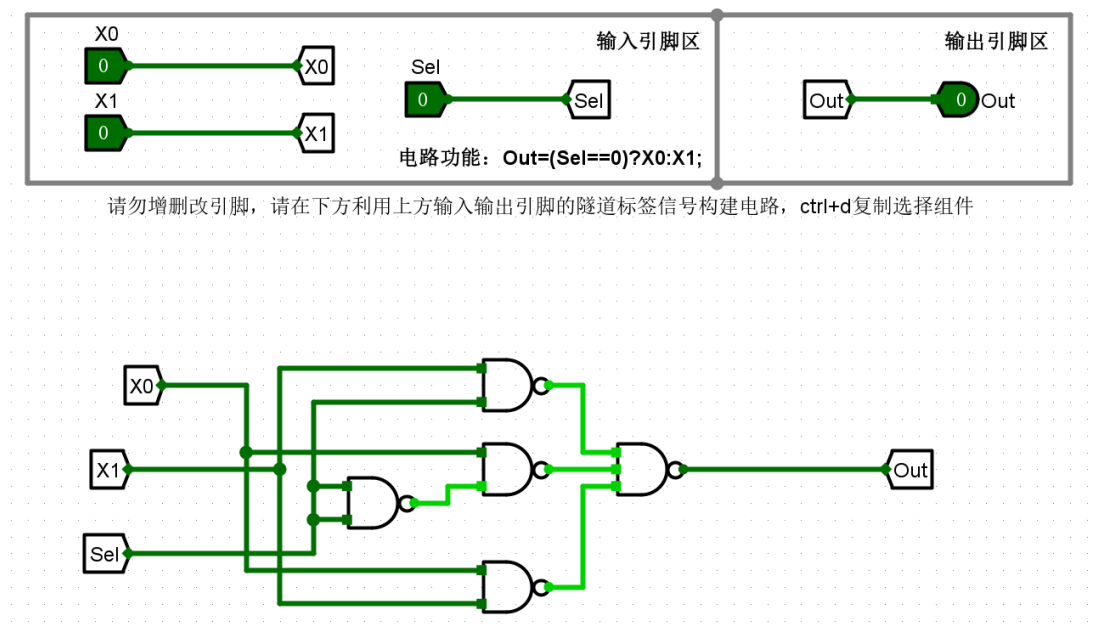 X0
0
X0
X1
0
X1
Sel
0
Sel
输入引脚区
电路功能：Out=(Sel==0)?X0:X1;
输出引脚区
Out
0
Out
请勿增删改引脚，请在下方利用上方输入输出引脚的隧道标签信号构建电路，ctrl+d复制选择组件
X0
X1
Sel
Out